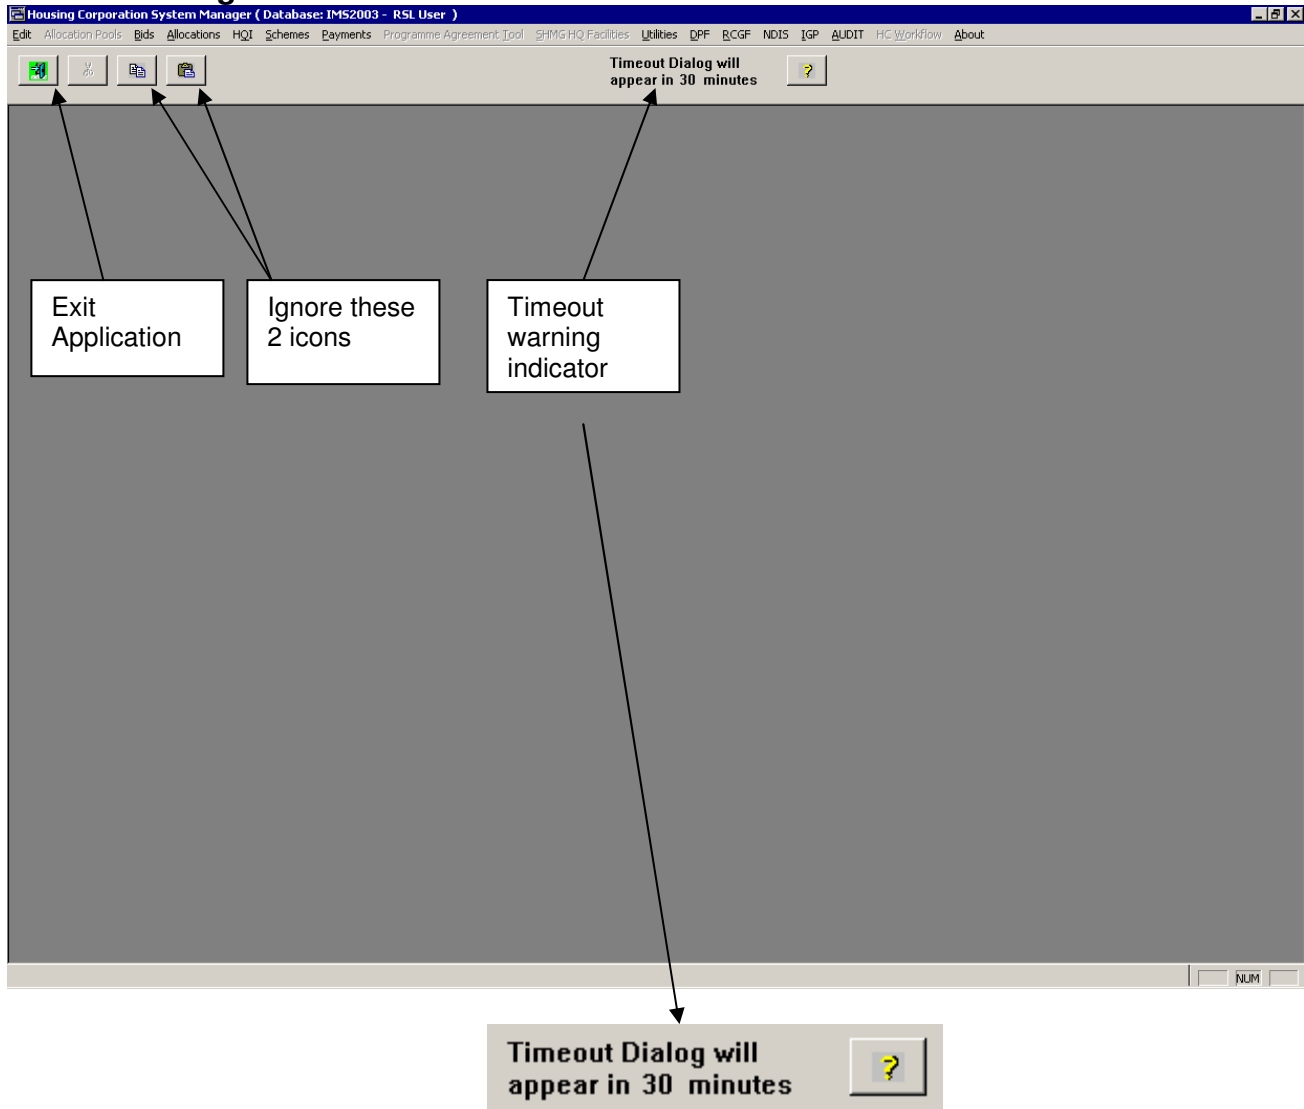 Housing Corporation System Manager ( Database: IMS2003 - RSL User )
Edit Allocation Pools Bids Allocations HQI Schemes Payments Programme Agreement Tool SHMG HQ Facilities Utilities DPF RCGF NDIS IGP AUDIT HC Workflow About
Timeout Dialog will
appear in 30 minutes
?
Exit
Application
Ignore these
2 icons
Timeout
warning
indicator
NUM
Timeout Dialog will
appear in 30 minutes
?